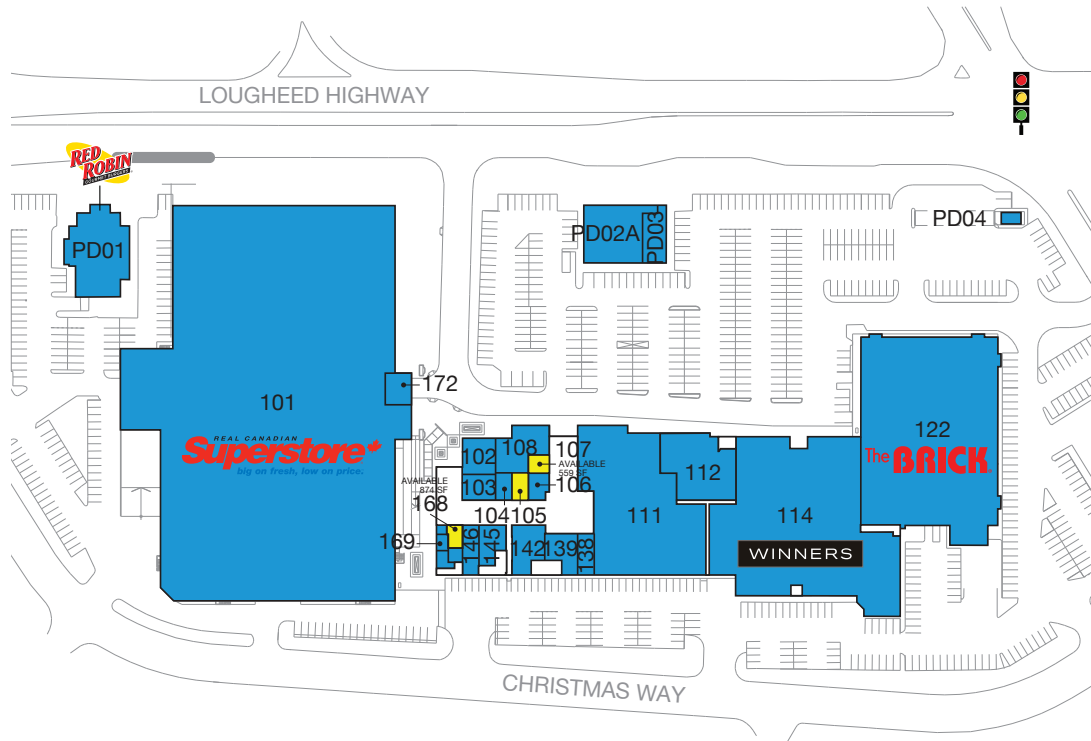 LOUGHEED HIGHWAY
RED
ROBIN
GOURMET BURGERS
PD01
PD02A
PD03
PD04
172
101
REAL CANADIAN
Superstore
big on fresh, low on price.
122
The BRICK
102
108
107
AVAILABLE
559 SF
112
103
AVAILABLE
874 SF
106
168
104
105
111
114
WINNERS
169
146
145
142
139
138
CHRISTMAS WAY